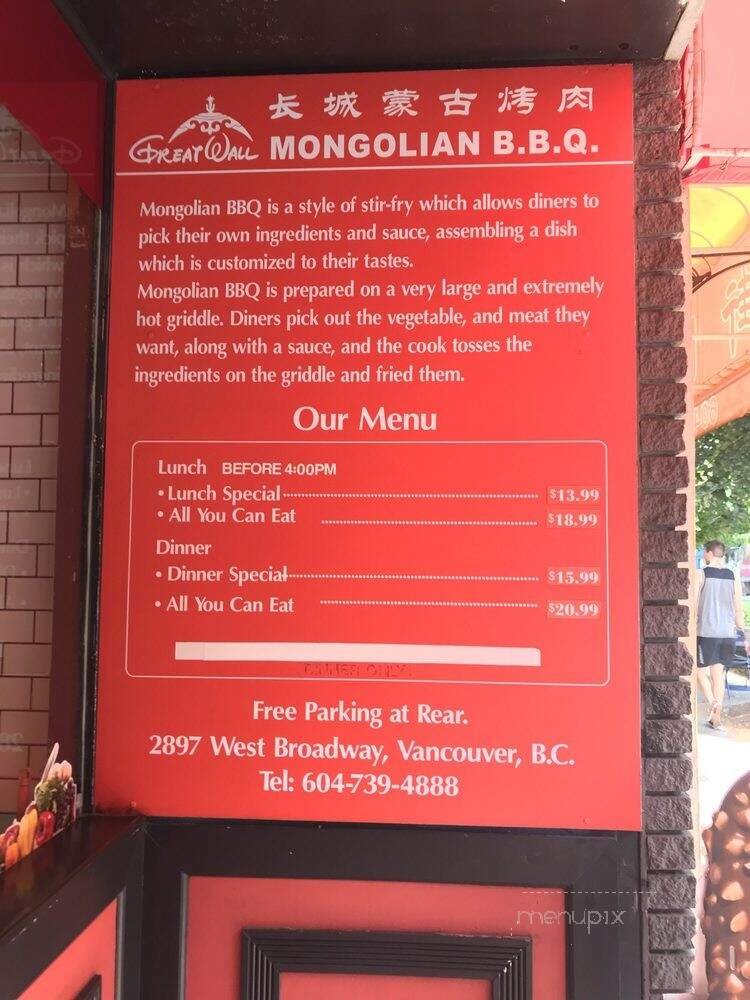 长城蒙古烤肉
GREAT WALL MONGOLIAN B.B.Q.
Mongolian BBQ is a style of stir-fry which allows diners to
pick their own ingredients and sauce, assembling a dish
which is customized to their tastes.
Mongolian BBQ is prepared on a very large and extremely
hot griddle. Diners pick out the vegetable, and meat they
want, along with a sauce, and the cook tosses the
ingredients on the griddle and fried them.
Our Menu
Lunch BEFORE 4:00PM
• Lunch Special $13.99
• All You Can Eat $18.99
Dinner
• Dinner Special $15.99
• All You Can Eat $20.99
DINNER ONLY
Free Parking at Rear.
2897 West Broadway, Vancouver, B.C.
Tel: 604-739-4888
menupix